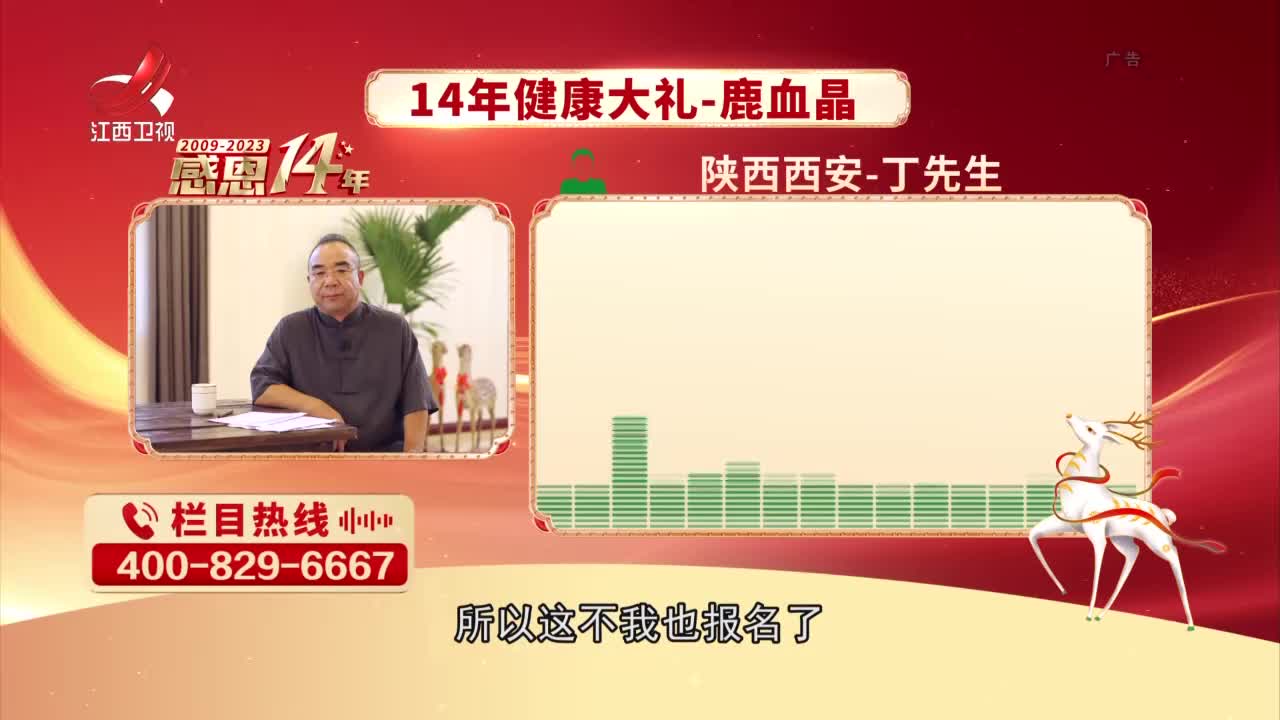 广告
江西卫视
14年健康大礼-鹿血晶
2009-2023
感恩14年
陕西西安-丁先生
栏目热线
400-829-6667
所以这不我也报名了